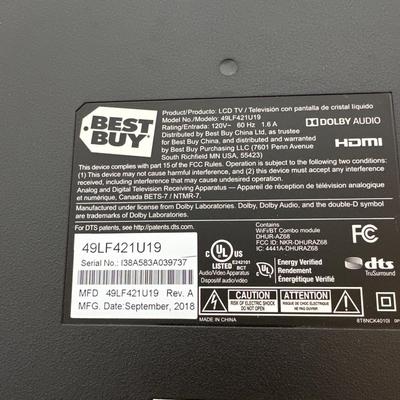 BEST
BUY
Product/Producto: LCD TV / Televisión con pantalla de cristal líquido
Model No./Modelo: 49LF421U19
Rating/Entrada: 120V~ 60 Hz 1.6 A
Distributed by Best Buy China Ltd, as trustee
for Best Buy China, as trust (and imported
by Best Buy Purchasing LLC (7601 Penn Avenue
South Richfield MN USA, 55423)
DOLBY AUDIO
HDMI
This device complies with part 15 of the FCC Rules. Operation is subject to the following two conditions:
(1) This device may not cause harmful interference, and (2) this device must accept any interference
received, including interference that may cause undesired operation.
Analog and Digital Television Receiving Apparatus — Appareil de réception de télévision analogique
et numérique, Canada BETS-7 / NTMR-7.
Manufactured under license from Dolby Laboratories. Dolby, Dolby Audio, and the double-D symbol
are trademarks of Dolby Laboratories.
For DTS patents, see http://patents.dts.com.
49LF421U19
Serial No.: I38A583A039737
MFD 49LF421U19 Rev. A
MFG. Date:September, 2018
c UL US
LISTED
E242101
BCT
Audio/Video Apparatus
Dispositif audio/vidéo
WiFi/BT Combo module
DHUR-AZ68
FCC ID: NKR-DHURAZ68
IC: 4441A-DHURAZ68
Energy Verified
Rendement
Énergétique Vérifié
FC
dts
TruSurround
CAUTION
RISK OF ELECTRIC SHOCK
DO NOT OPEN
ATTENTION
RISQUE DE CHOC ELECTRIQUE
NE PAS OUVRIR
MADE IN CHINA
6T8NCK4010I